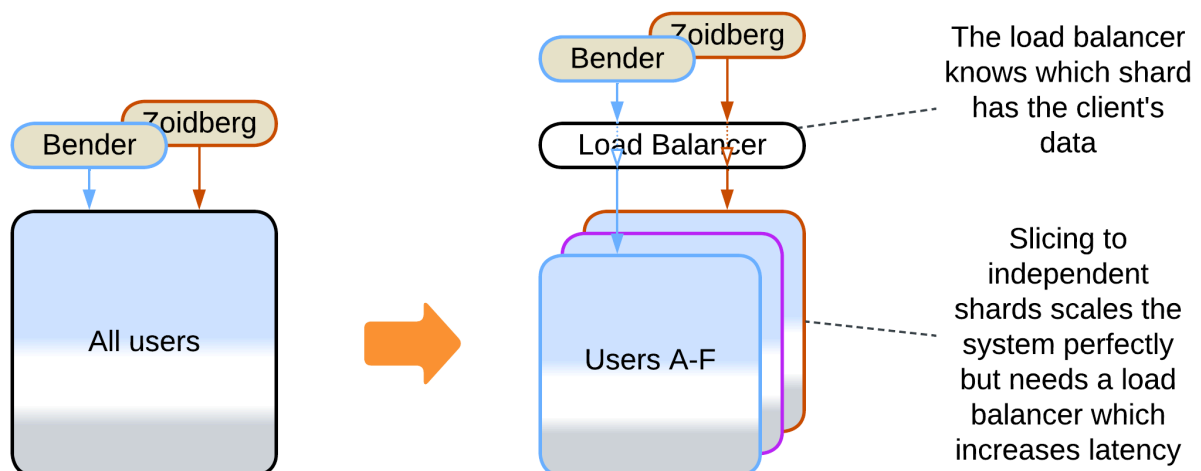 Bender
Zoidberg
All users
Bender
Zoidberg
Load Balancer
Users A-F
The load balancer
knows which shard
has the client's
data
Slicing to
independent
shards scales the
system perfectly
but needs a load
balancer which
increases latency